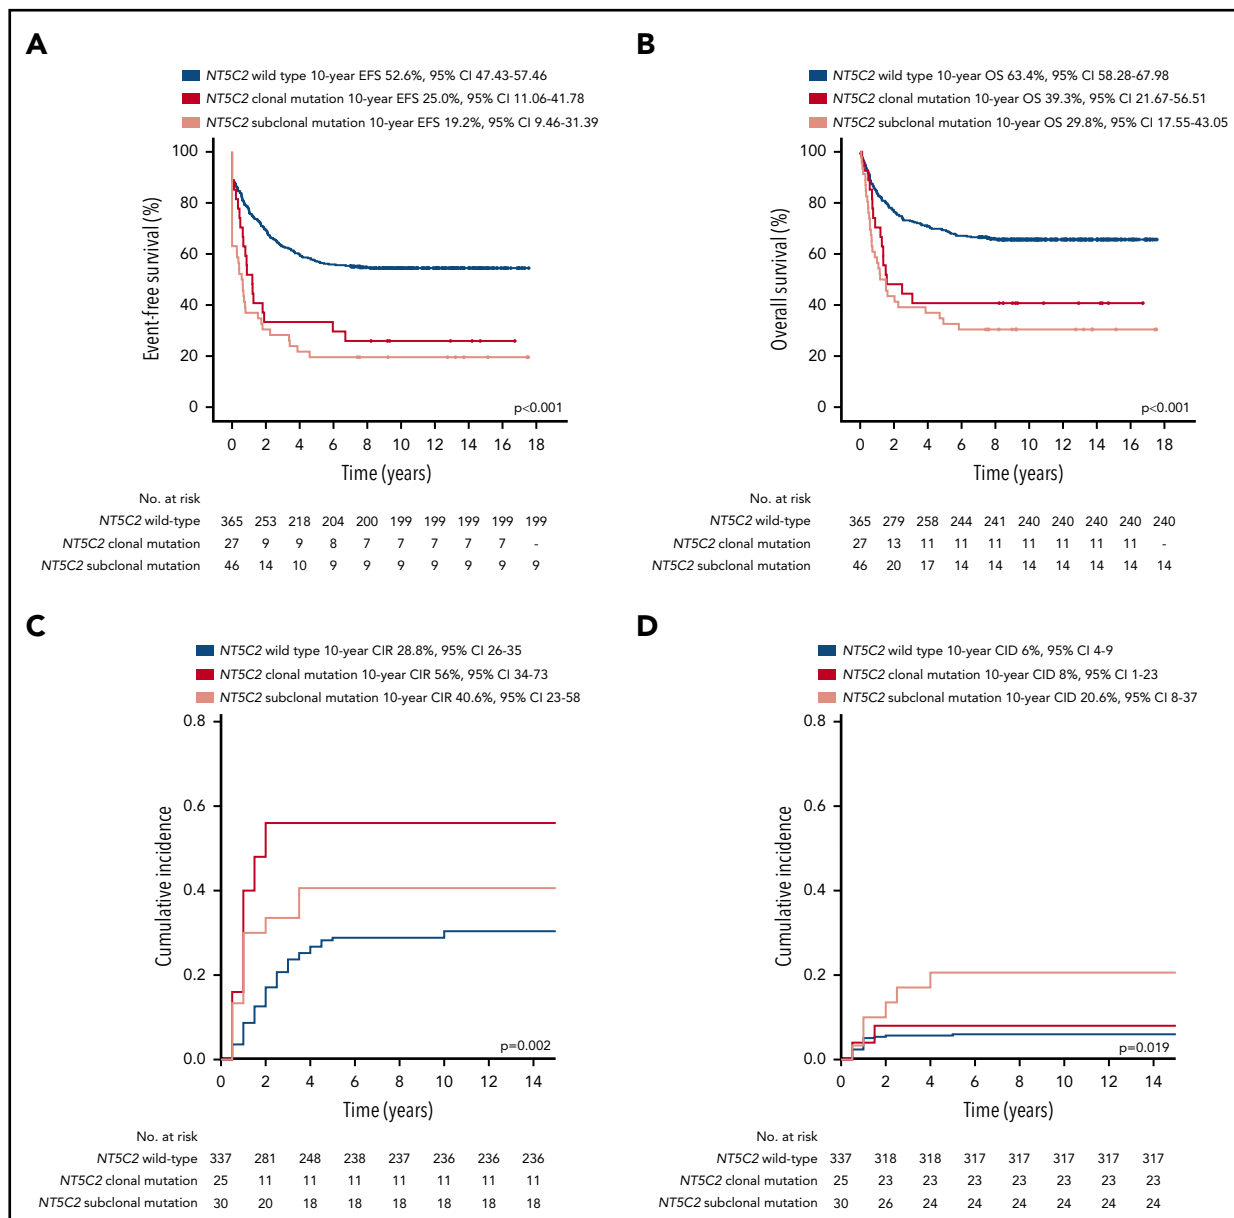 A
NT5C2 wild type 10-year EFS 52.6%, 95% CI 47.43-57.46
NT5C2 clonal mutation 10-year EFS 25.0%, 95% CI 11.06-41.78
NT5C2 subclonal mutation 10-year EFS 19.2%, 95% CI 9.46-31.39
100
80
60
40
20
0
Event-free survival (%)
p<0.001
0 2 4 6 8 10 12 14 16 18
Time (years)
No. at risk
NT5C2 wild-type 365 253 218 204 200 199 199 199 199 199
NT5C2 clonal mutation 27 9 9 8 7 7 7 7 7 -
NT5C2 subclonal mutation 46 14 10 9 9 9 9 9 9 9
B
NT5C2 wild type 10-year OS 63.4%, 95% CI 58.28-67.98
NT5C2 clonal mutation 10-year OS 39.3%, 95% CI 21.67-56.51
NT5C2 subclonal mutation 10-year OS 29.8%, 95% CI 17.55-43.05
100
80
60
40
20
0
Overall survival (%)
p<0.001
0 2 4 6 8 10 12 14 16 18
Time (years)
No. at risk
NT5C2 wild-type 365 279 258 244 241 240 240 240 240 240
NT5C2 clonal mutation 27 13 11 11 11 11 11 11 11 -
NT5C2 subclonal mutation 46 20 17 14 14 14 14 14 14 14
C
NT5C2 wild type 10-year CIR 28.8%, 95% CI 26-35
NT5C2 clonal mutation 10-year CIR 56%, 95% CI 34-73
NT5C2 subclonal mutation 10-year CIR 40.6%, 95% CI 23-58
0.8
0.6
0.4
0.2
0.0
Cumulative incidence
p=0.002
0 2 4 6 8 10 12 14
Time (years)
No. at risk
NT5C2 wild-type 337 281 248 238 237 236 236 236
NT5C2 clonal mutation 25 11 11 11 11 11 11 11
NT5C2 subclonal mutation 30 20 18 18 18 18 18 18
D
NT5C2 wild type 10-year CID 6%, 95% CI 4-9
NT5C2 clonal mutation 10-year CID 8%, 95% CI 1-23
NT5C2 subclonal mutation 10-year CID 20.6%, 95% CI 8-37
0.8
0.6
0.4
0.2
0.0
Cumulative incidence
p=0.019
0 2 4 6 8 10 12 14
Time (years)
No. at risk
NT5C2 wild-type 337 318 318 317 317 317 317 317
NT5C2 clonal mutation 25 23 23 23 23 23 23 23
NT5C2 subclonal mutation 30 26 24 24 24 24 24 24